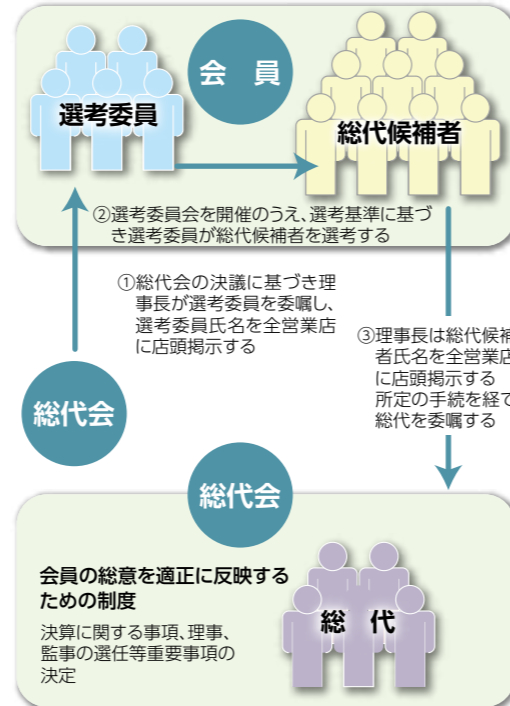 会　員
選考委員
総代候補者
②選考委員会を開催のうえ、選考基準に基づ
き選考委員が総代候補者を選考する
①総代会の決議に基づき理
事長が選考委員を委嘱し、
選考委員氏名を全営業店
に店頭掲示する
③理事長は総代候補
者氏名を全営業店
に店頭掲示する
所定の手続を経て
総代を委嘱する
総代会
総代会
会員の総意を適正に反映する
ための制度
決算に関する事項、理事、
監事の選任等重要事項の
決定
総　代